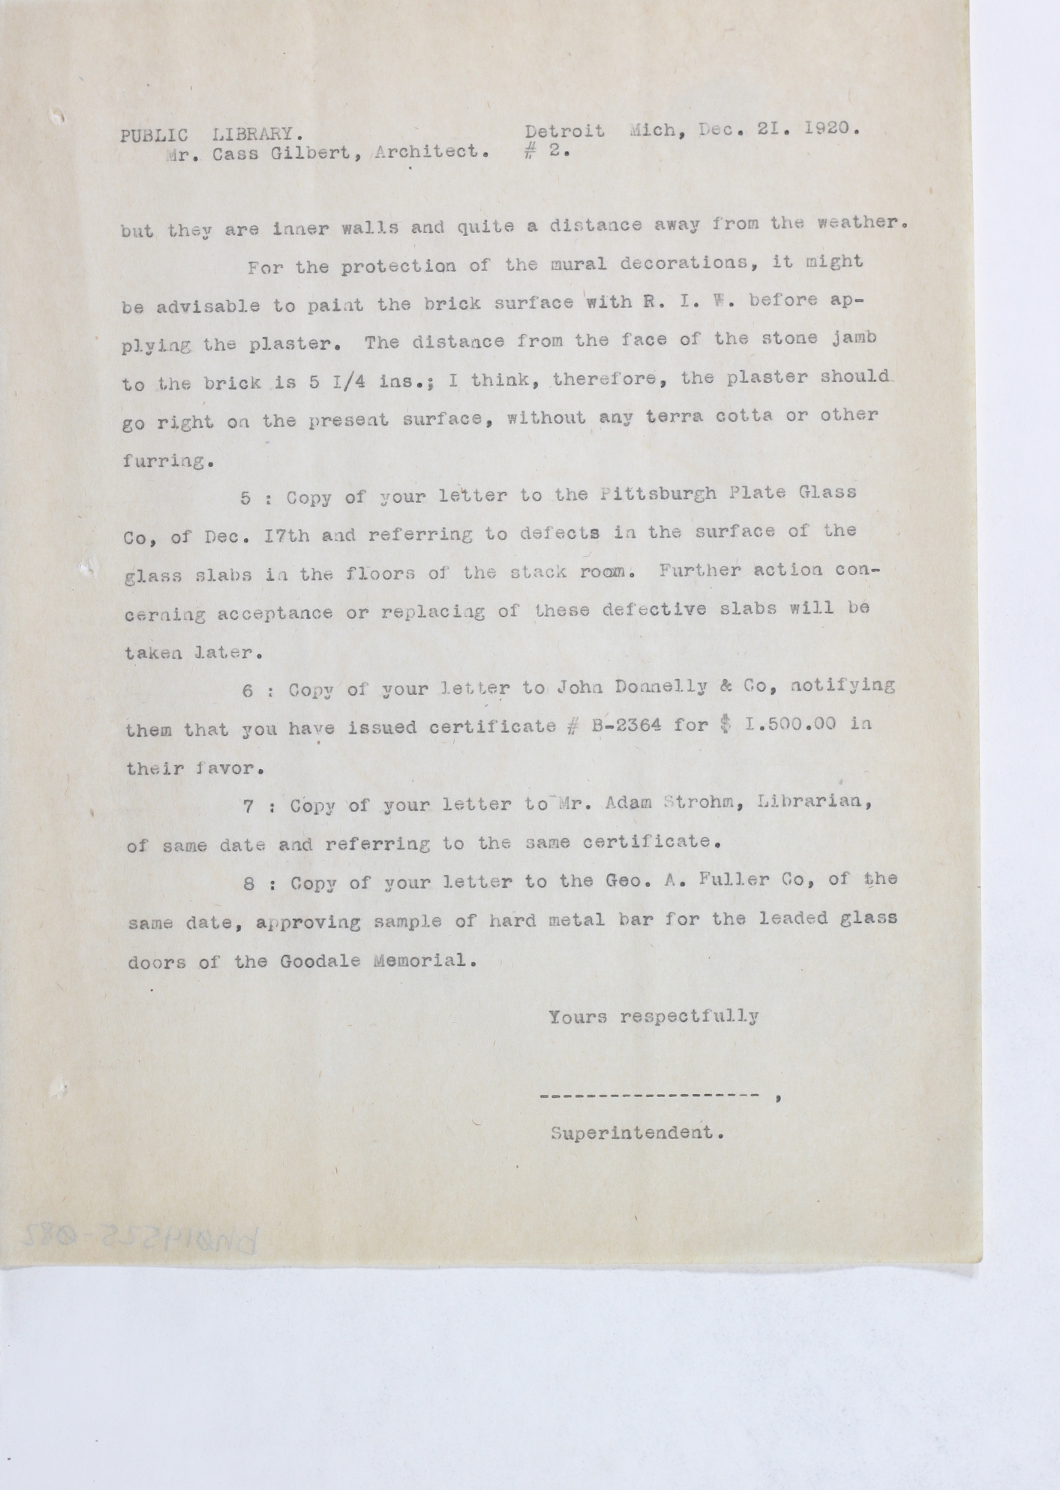 PUBLIC LIBRARY. Detroit Mich, Dec. 2I. I920.
Mr. Cass Gilbert, Architect. # 2.
but they are inner walls and quite a distance away from the weather.
For the protection of the mural decorations, it might
be advisable to paint the brick surface with R. I. W. before ap-
plying the plaster. The distance from the face of the stone jamb
to the brick is 5 I/4 ins.; I think, therefore, the plaster should
go right on the present surface, without any terra cotta or other
furring.
5 : Copy of your letter to the Pittsburgh Plate Glass
Co, of Dec. I7th and referring to defects in the surface of the
glass slabs in the floors of the stack room. Further action con-
cerning acceptance or replacing of these defective slabs will be
taken later.
6 : Copy of your letter to John Donnelly & Co, notifying
them that you have issued certificate # B-2364 for $ I.500.00 in
their favor.
7 : Copy of your letter to Mr. Adam Strohm, Librarian,
of same date and referring to the same certificate.
8 : Copy of your letter to the Geo. A. Fuller Co, of the
same date, approving sample of hard metal bar for the leaded glass
doors of the Goodale Memorial.
Yours respectfully
------------------- ,
Superintendent.